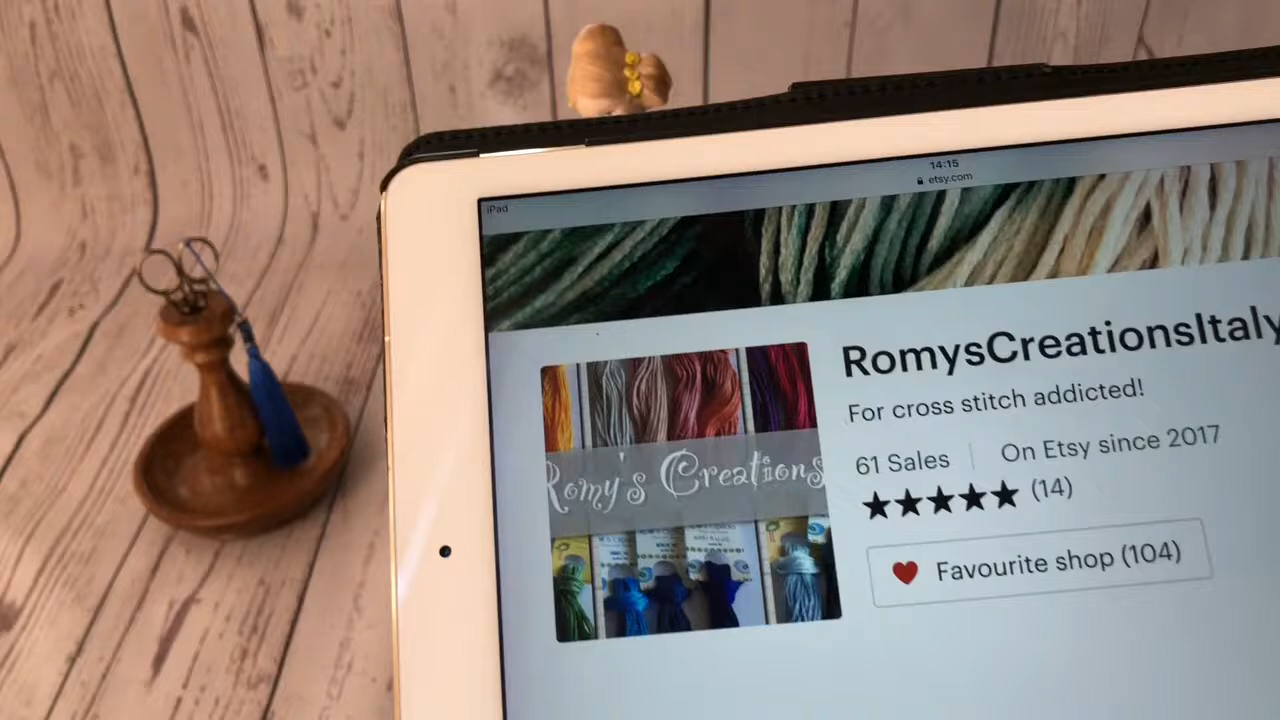 14:15
iPad
etsy.com
RomysCreationsItaly
For cross stitch addicted!
61 Sales
On Etsy since 2017
(14)
Romy's Creations
Favourite shop (104)